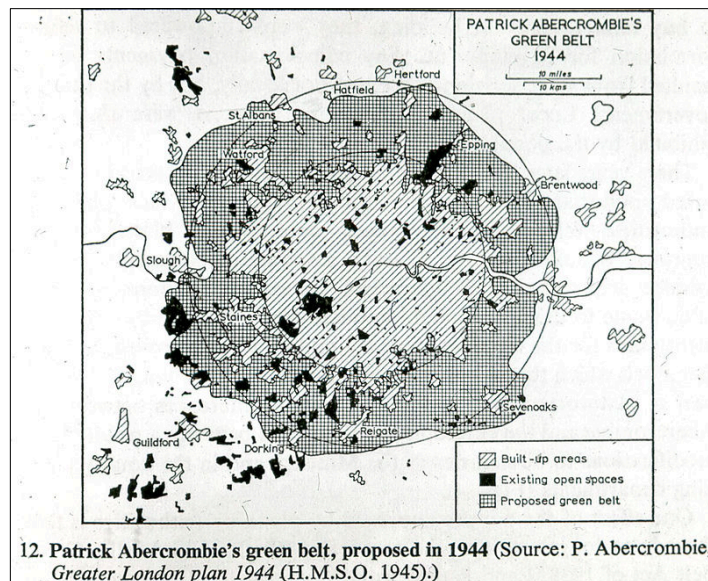 PATRICK ABERCROMBIE'S
GREEN BELT
1944
10 miles
10 kms
Hertford
Hatfield
St Albans
Watford
Epping
Brentwood
Slough
Staines
Sevenoaks
Reigate
Guildford
Dorking
Built-up areas
Existing open spaces
Proposed green belt
12. Patrick Abercrombie's green belt, proposed in 1944 (Source: P. Abercrombie,
Greater London plan 1944 (H.M.S.O. 1945).)